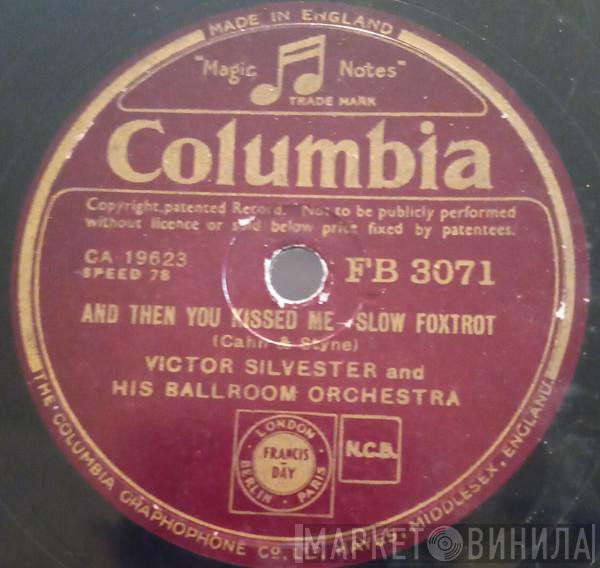 MADE IN ENGLAND
"Magic Notes"
TRADE MARK
Columbia
Copyright, patented Record. Not to be publicly performed
without licence or sold below price fixed by patentees.
CA 19623
SPEED 78
FB 3071
AND THEN YOU KISSED ME - SLOW FOXTROT
(Cahn & Styne)
VICTOR SILVESTER and
HIS BALLROOM ORCHESTRA
LONDON
FRANCIS - DAY
BERLIN · PARIS
N.C.B.
THE COLUMBIA GRAPHOPHONE CO. LTD. HAYES, MIDDLESEX, ENGLAND.
МАРКЕТ ВИНИЛА